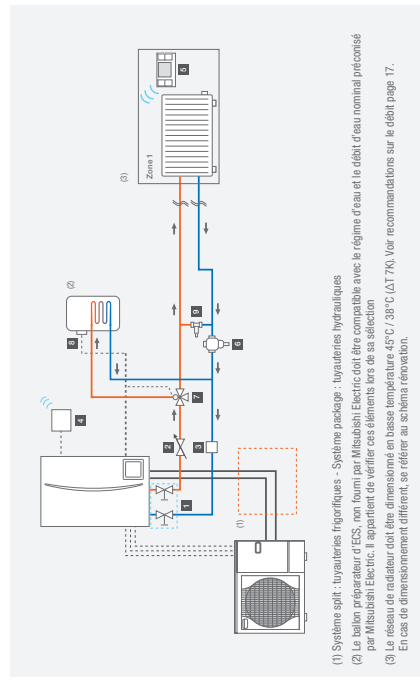 (3)
Zone 1
5
(2)
8
4
9
6
7
2
3
1
(1)
(1) Système split : tuyauteries frigorifiques - Système package : tuyauteries hydrauliques
(2) Le ballon préparateur d'ECS, non fourni par Mitsubishi Electric doit être compatible avec le régime d'eau et le débit d'eau nominal préconisé
par Mitsubishi Electric. Il appartient de vérifier ces éléments lors de sa sélection
(3) Le réseau de radiateur doit être dimensionné en basse température 45°C / 38°C (ΔT 7K). Voir recommandations sur le débit page 17.
En cas de dimensionnement différent, se référer au schéma rénovation.